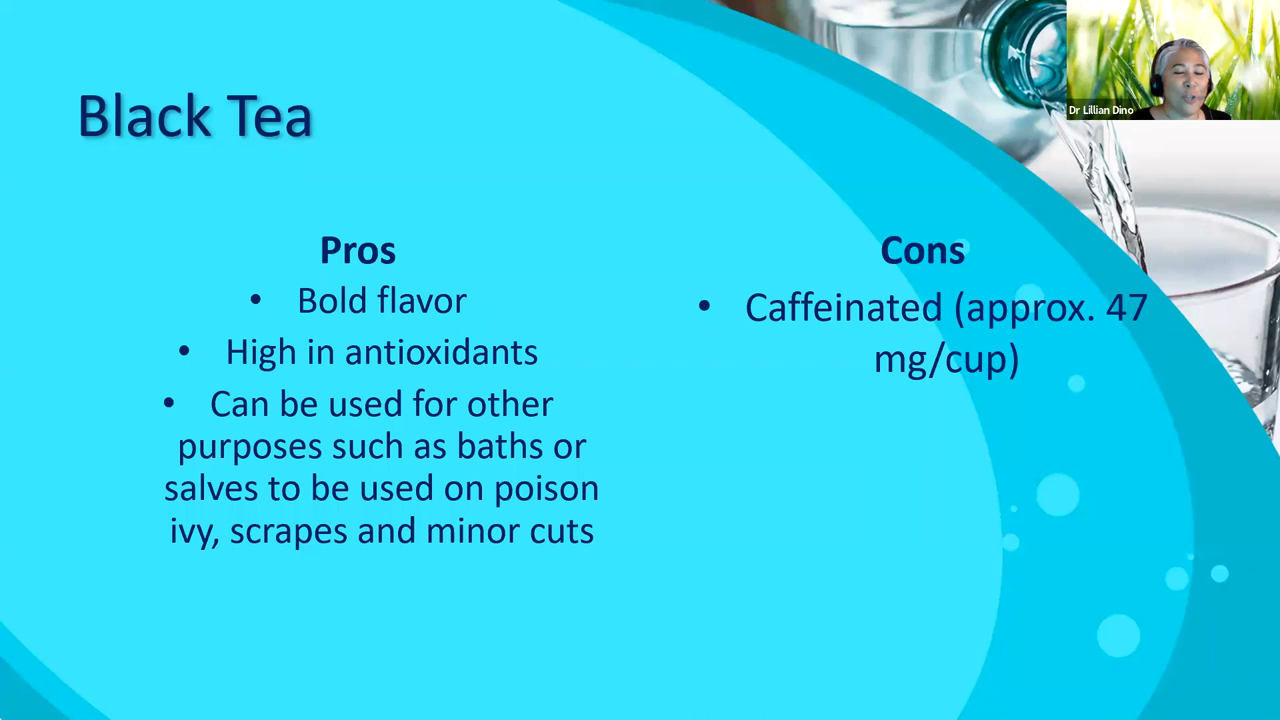 Dr Lillian Dino
Black Tea
Pros
• Bold flavor
• High in antioxidants
• Can be used for other
purposes such as baths or
salves to be used on poison
ivy, scrapes and minor cuts
Cons
• Caffeinated (approx. 47
mg/cup)